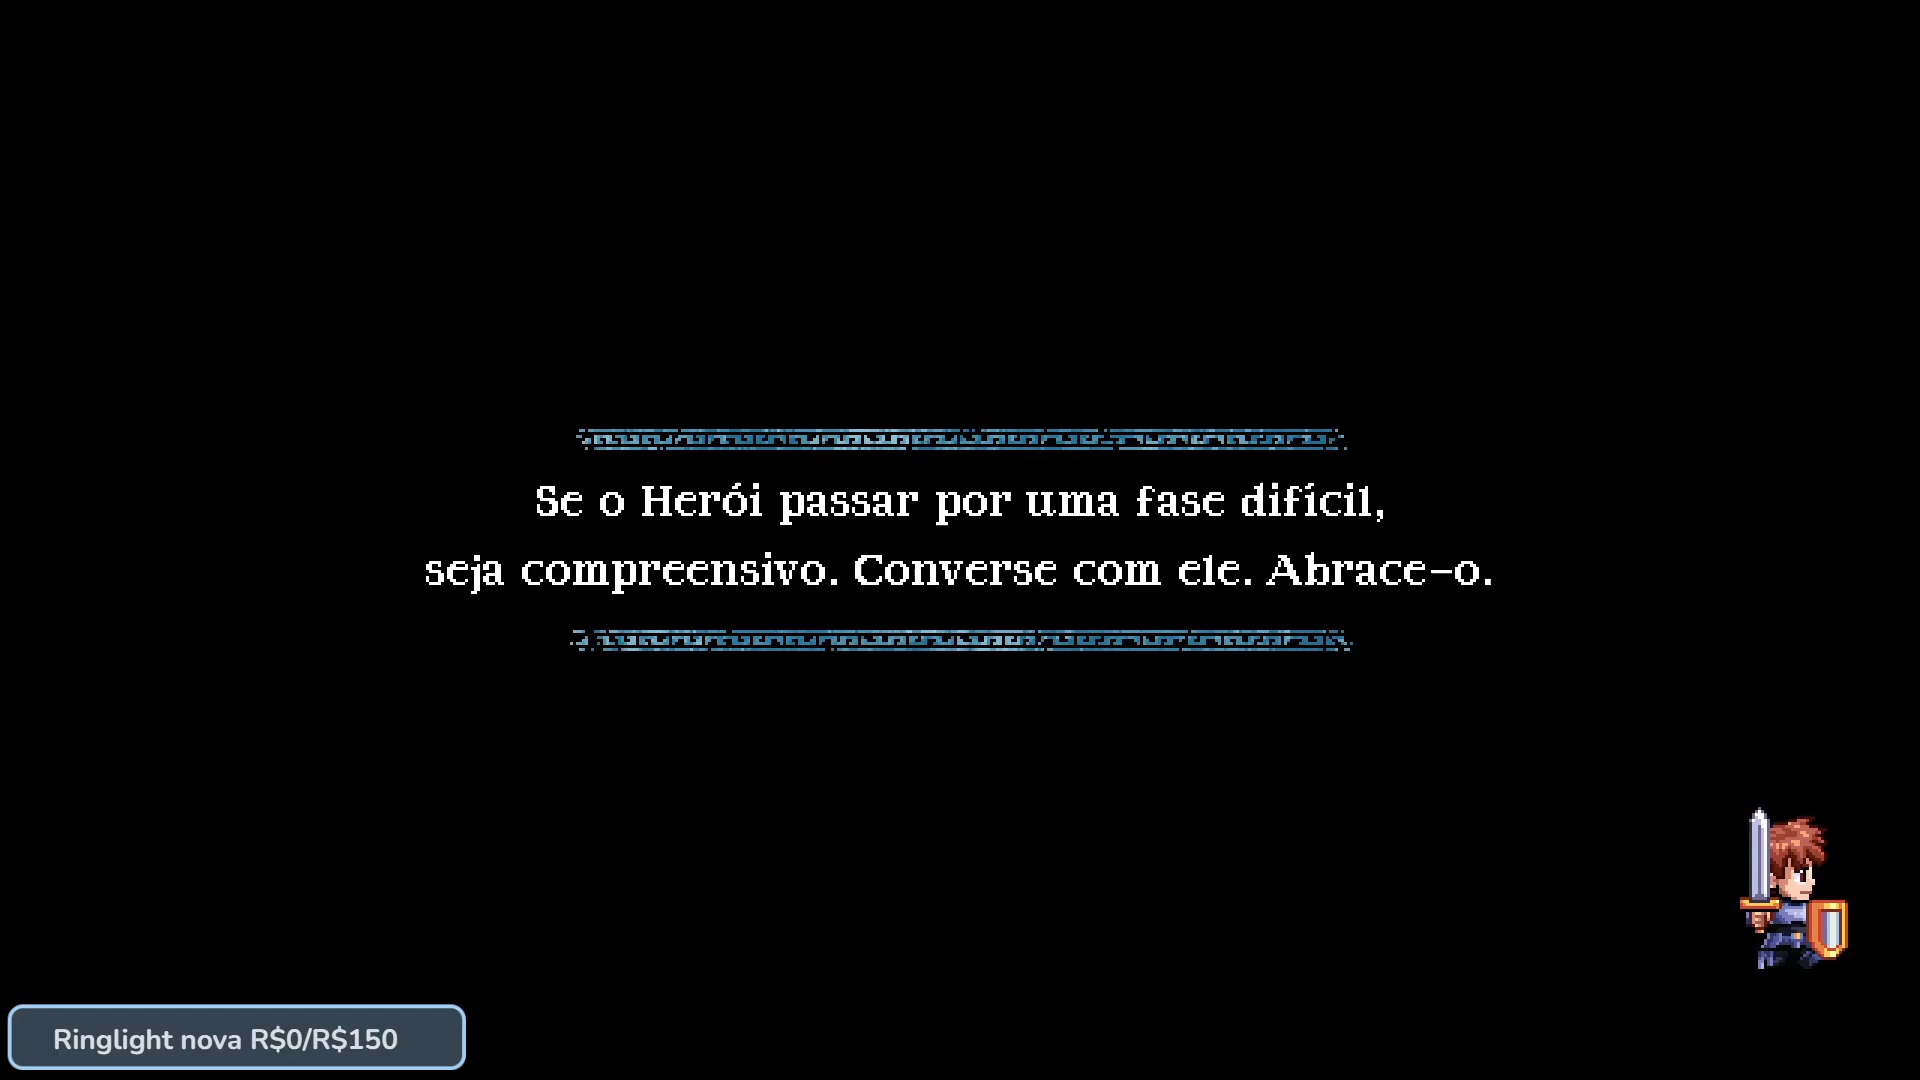 Se o Herói passar por uma fase difícil,
seja compreensivo. Converse com ele. Abrace-o.
Ringlight nova R$0/R$150